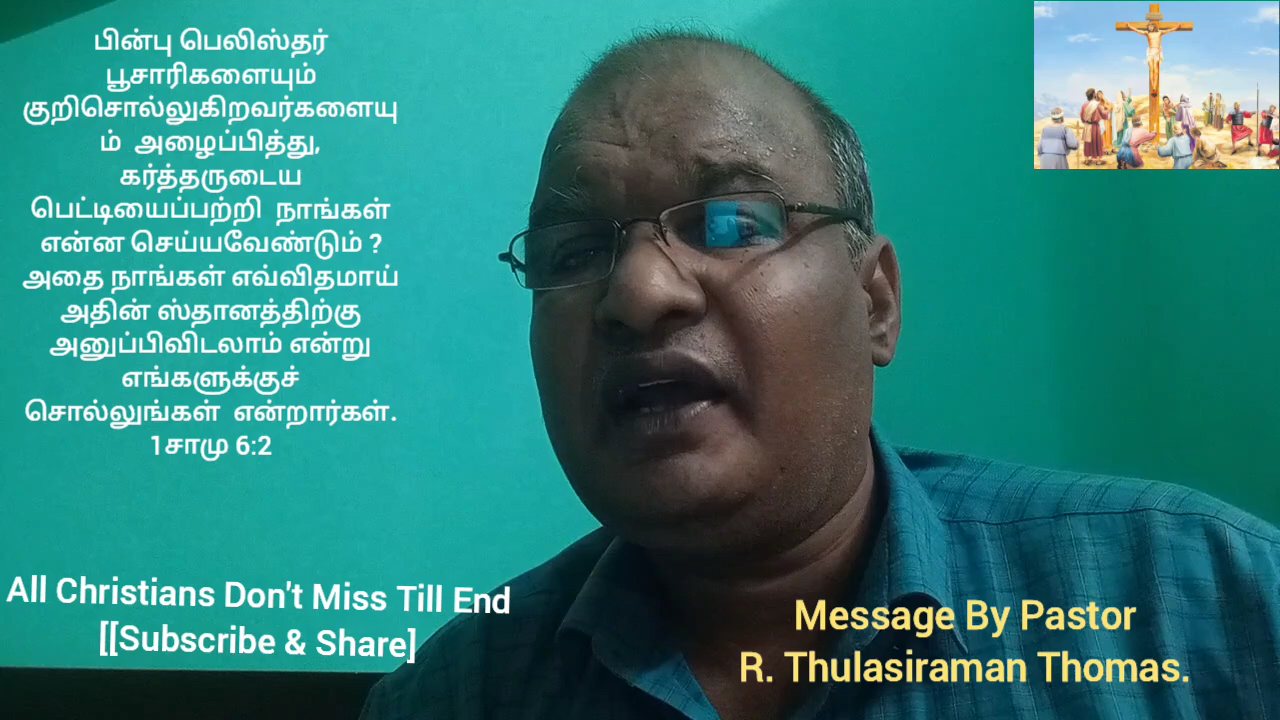 பின்பு பெலிஸ்தர்
பூசாரிகளையும்
குறிசொல்லுகிறவர்களையு
ம் அழைப்பித்து,
கர்த்தருடைய
பெட்டியைப்பற்றி நாங்கள்
என்ன செய்யவேண்டும் ?
அதை நாங்கள் எவ்விதமாய்
அதின் ஸ்தானத்திற்கு
அனுப்பிவிடலாம் என்று
எங்களுக்குச்
சொல்லுங்கள் என்றார்கள்.
1சாமு 6:2
All Christians Don't Miss Till End
[[Subscribe & Share]
Message By Pastor
R. Thulasiraman Thomas.